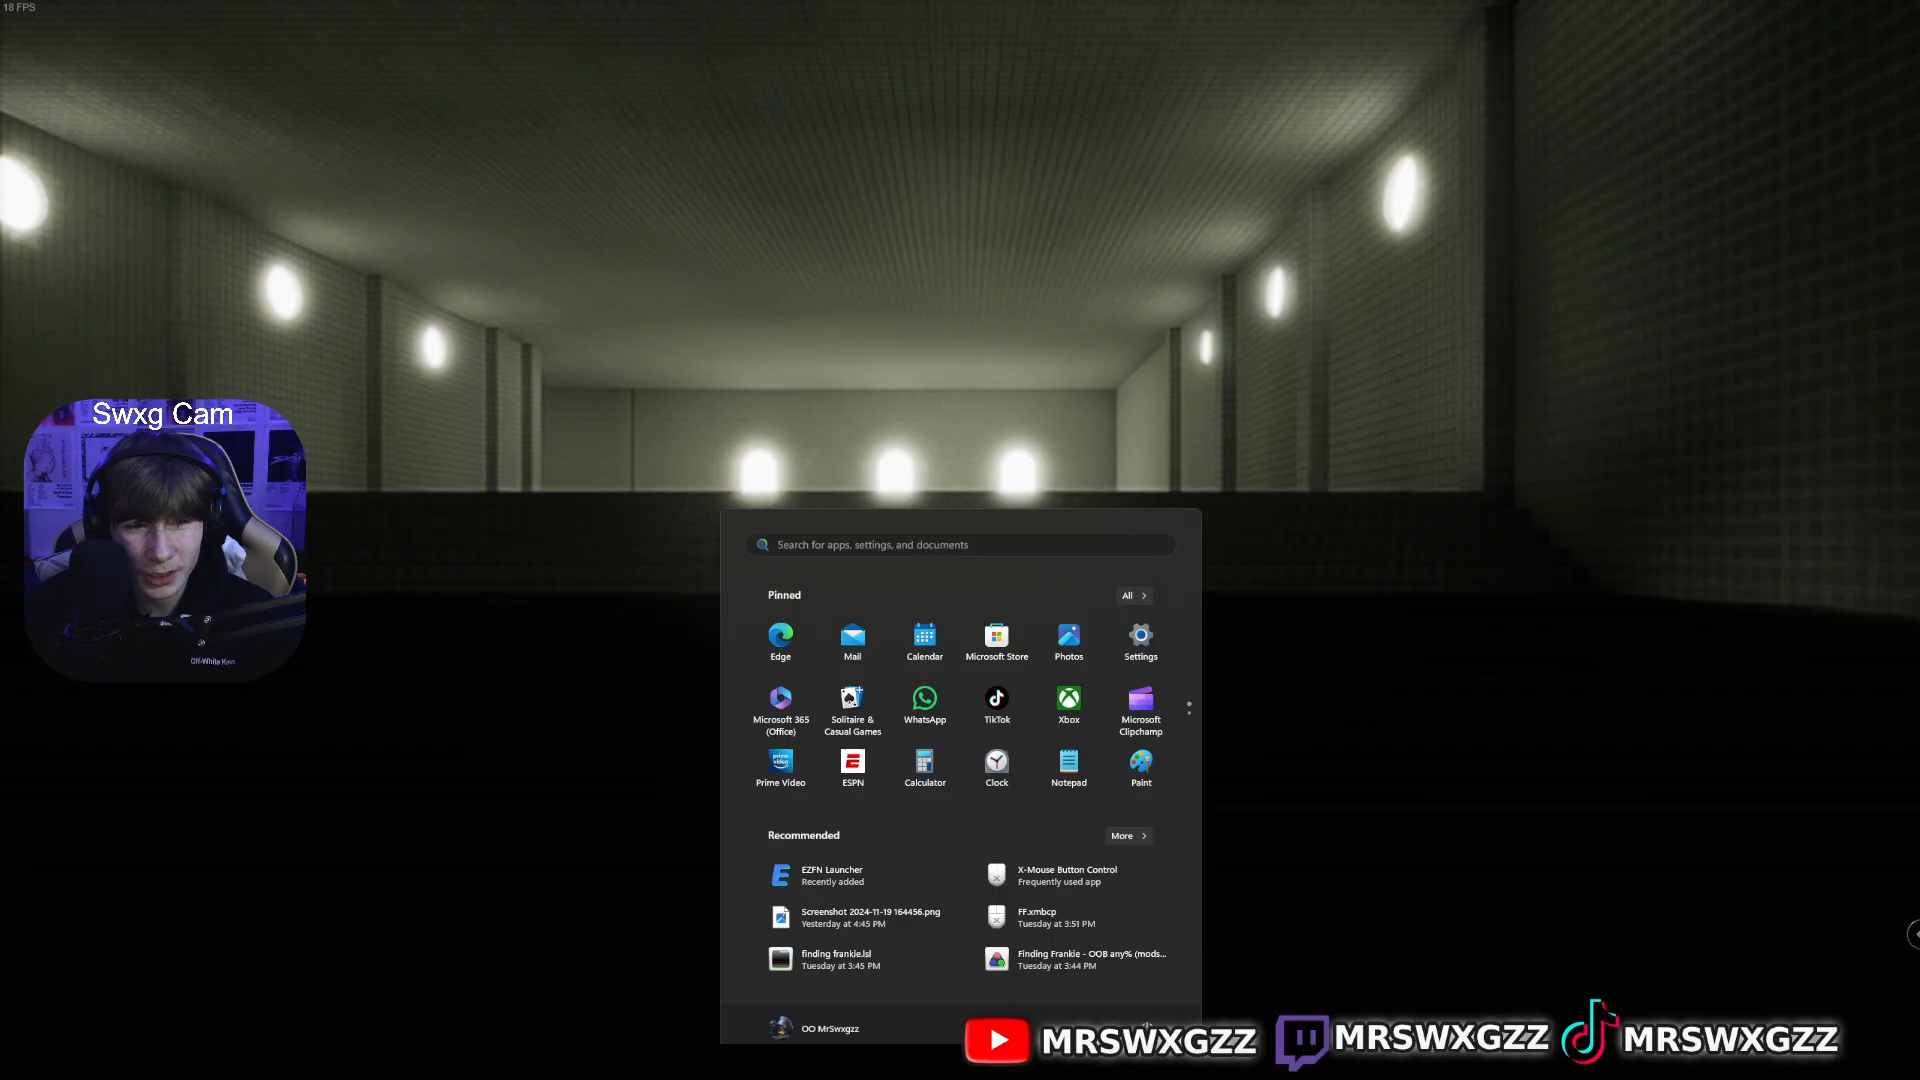 18 FPS
Swxg Cam
Off-White Ken
Search for apps, settings, and documents
Pinned
All
Edge
Mail
Calendar
Microsoft Store
Photos
Settings
Microsoft 365
(Office)
Solitaire &
Casual Games
WhatsApp
TikTok
Xbox
Microsoft
Clipchamp
prime
video
Prime Video
ESPN
Calculator
Clock
Notepad
Paint
Recommended
More
EZFN Launcher
Recently added
X-Mouse Button Control
Frequently used app
Screenshot 2024-11-19 164456.png
Yesterday at 4:45 PM
FF.xmbcp
Tuesday at 3:51 PM
finding frankie.lsl
Tuesday at 3:45 PM
Finding Frankie - OOB any% (mods...
Tuesday at 3:44 PM
OO MrSwxgzz
MRSWXGZZ
MRSWXGZZ
MRSWXGZZ